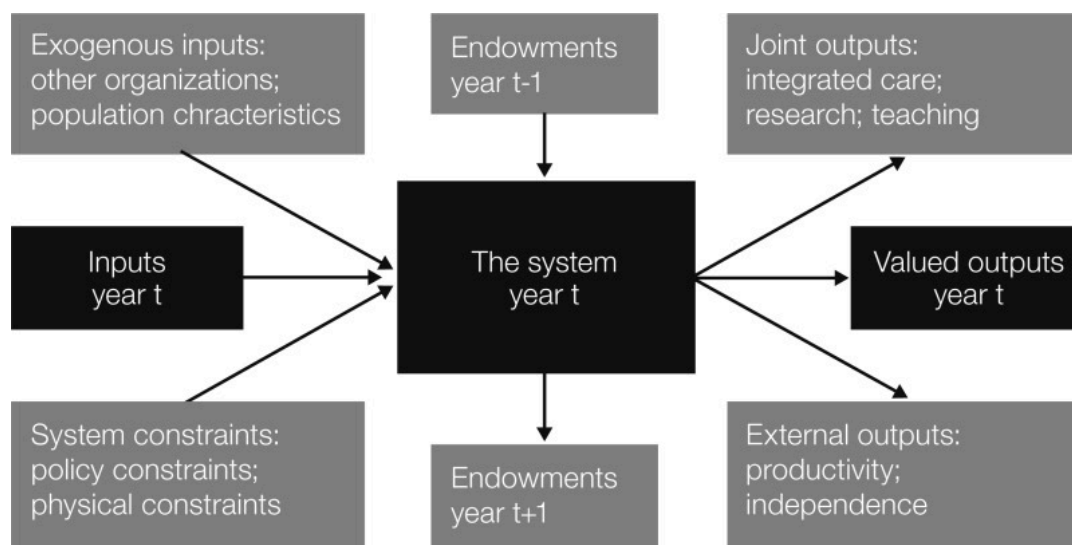 Exogenous inputs:
other organizations;
population chracteristics
Endowments
year t-1
Joint outputs:
integrated care;
research; teaching
Inputs
year t
The system
year t
Valued outputs
year t
System constraints:
policy constraints;
physical constraints
Endowments
year t+1
External outputs:
productivity;
independence